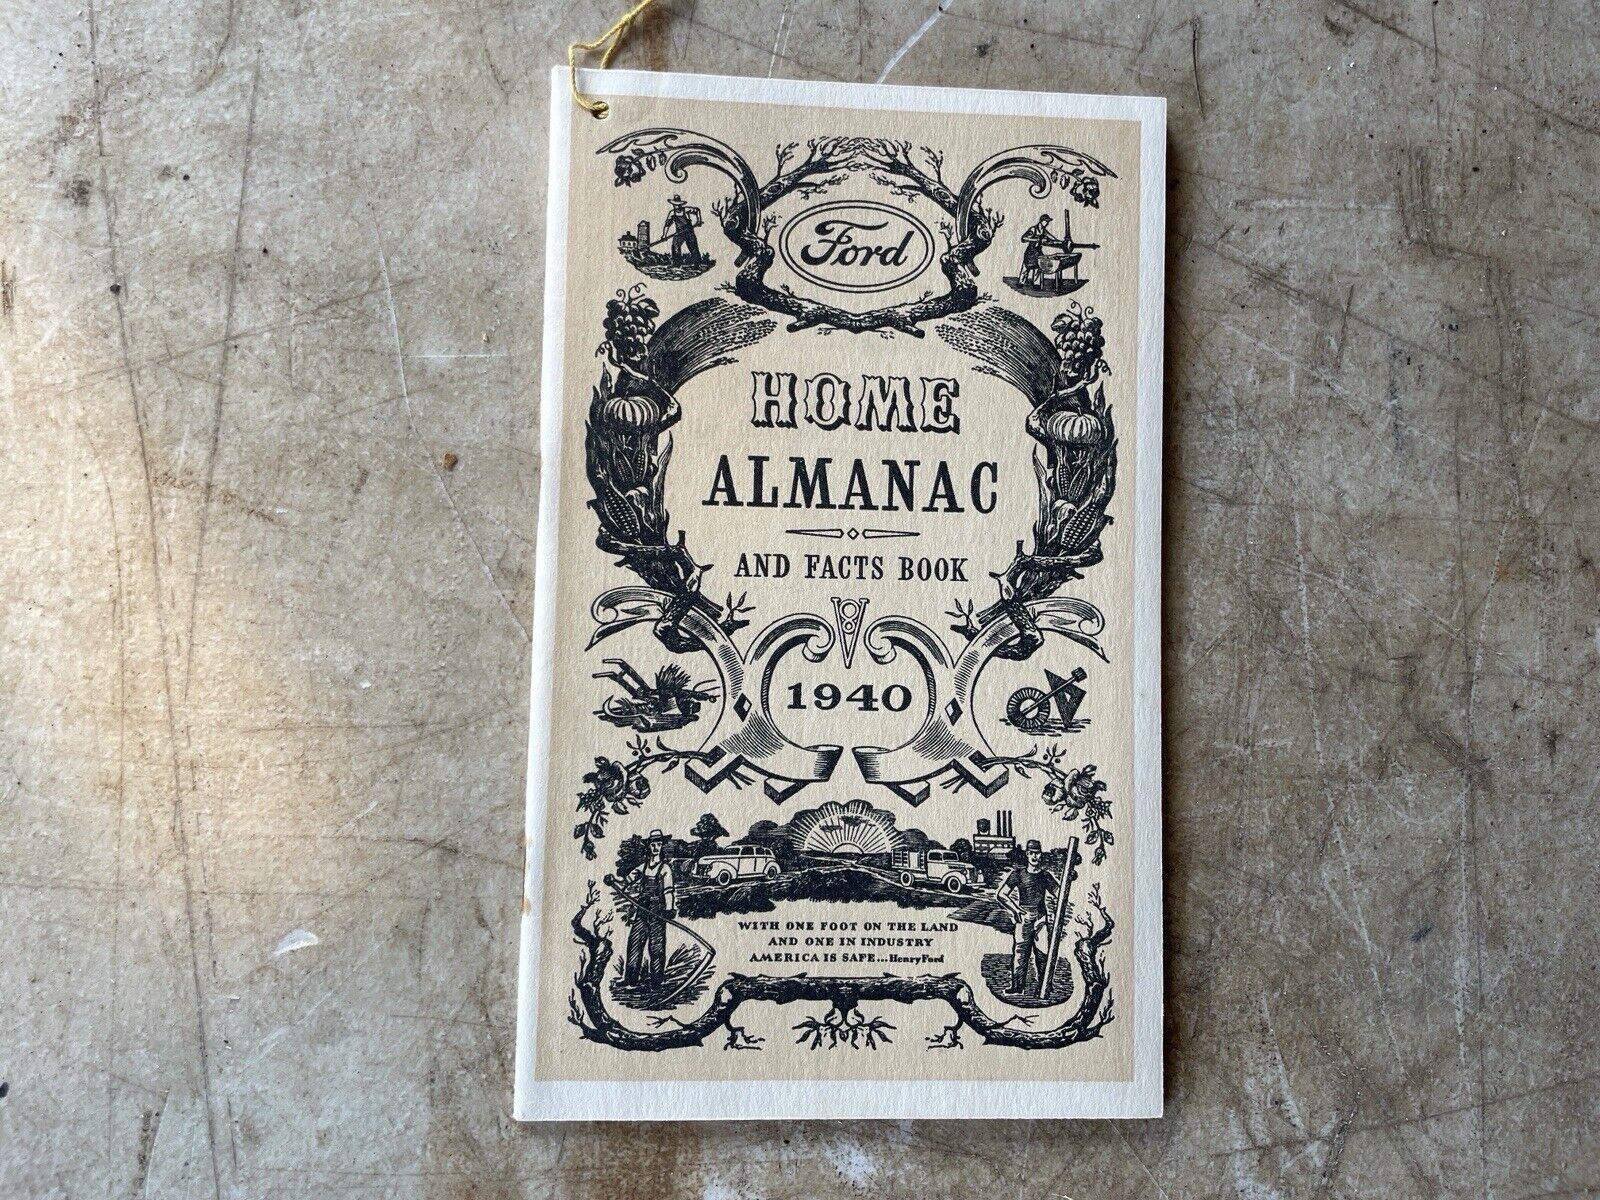 Ford
HOME
ALMANAC
AND FACTS BOOK
V8
1940
WITH ONE FOOT ON THE LAND
AND ONE IN INDUSTRY
AMERICA IS SAFE...Henry Ford